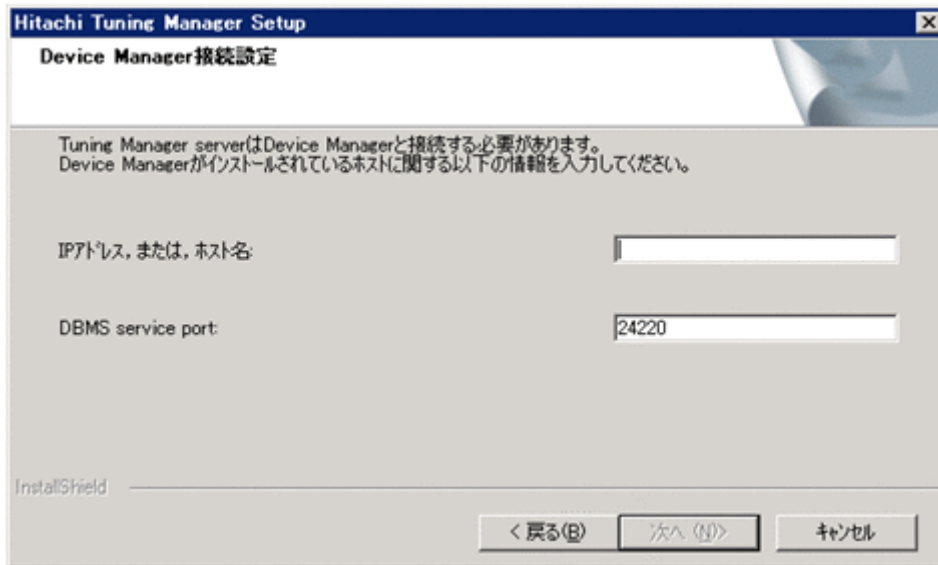 Hitachi Tuning Manager Setup
Device Manager接続設定
Tuning Manager serverはDevice Managerと接続する必要があります。
Device Managerがインストールされているホストに関する以下の情報を入力してください。
IPアドレス，または，ホスト名:
DBMS service port: 24220
InstallShield
< 戻る(B) 次へ (N)> キャンセル